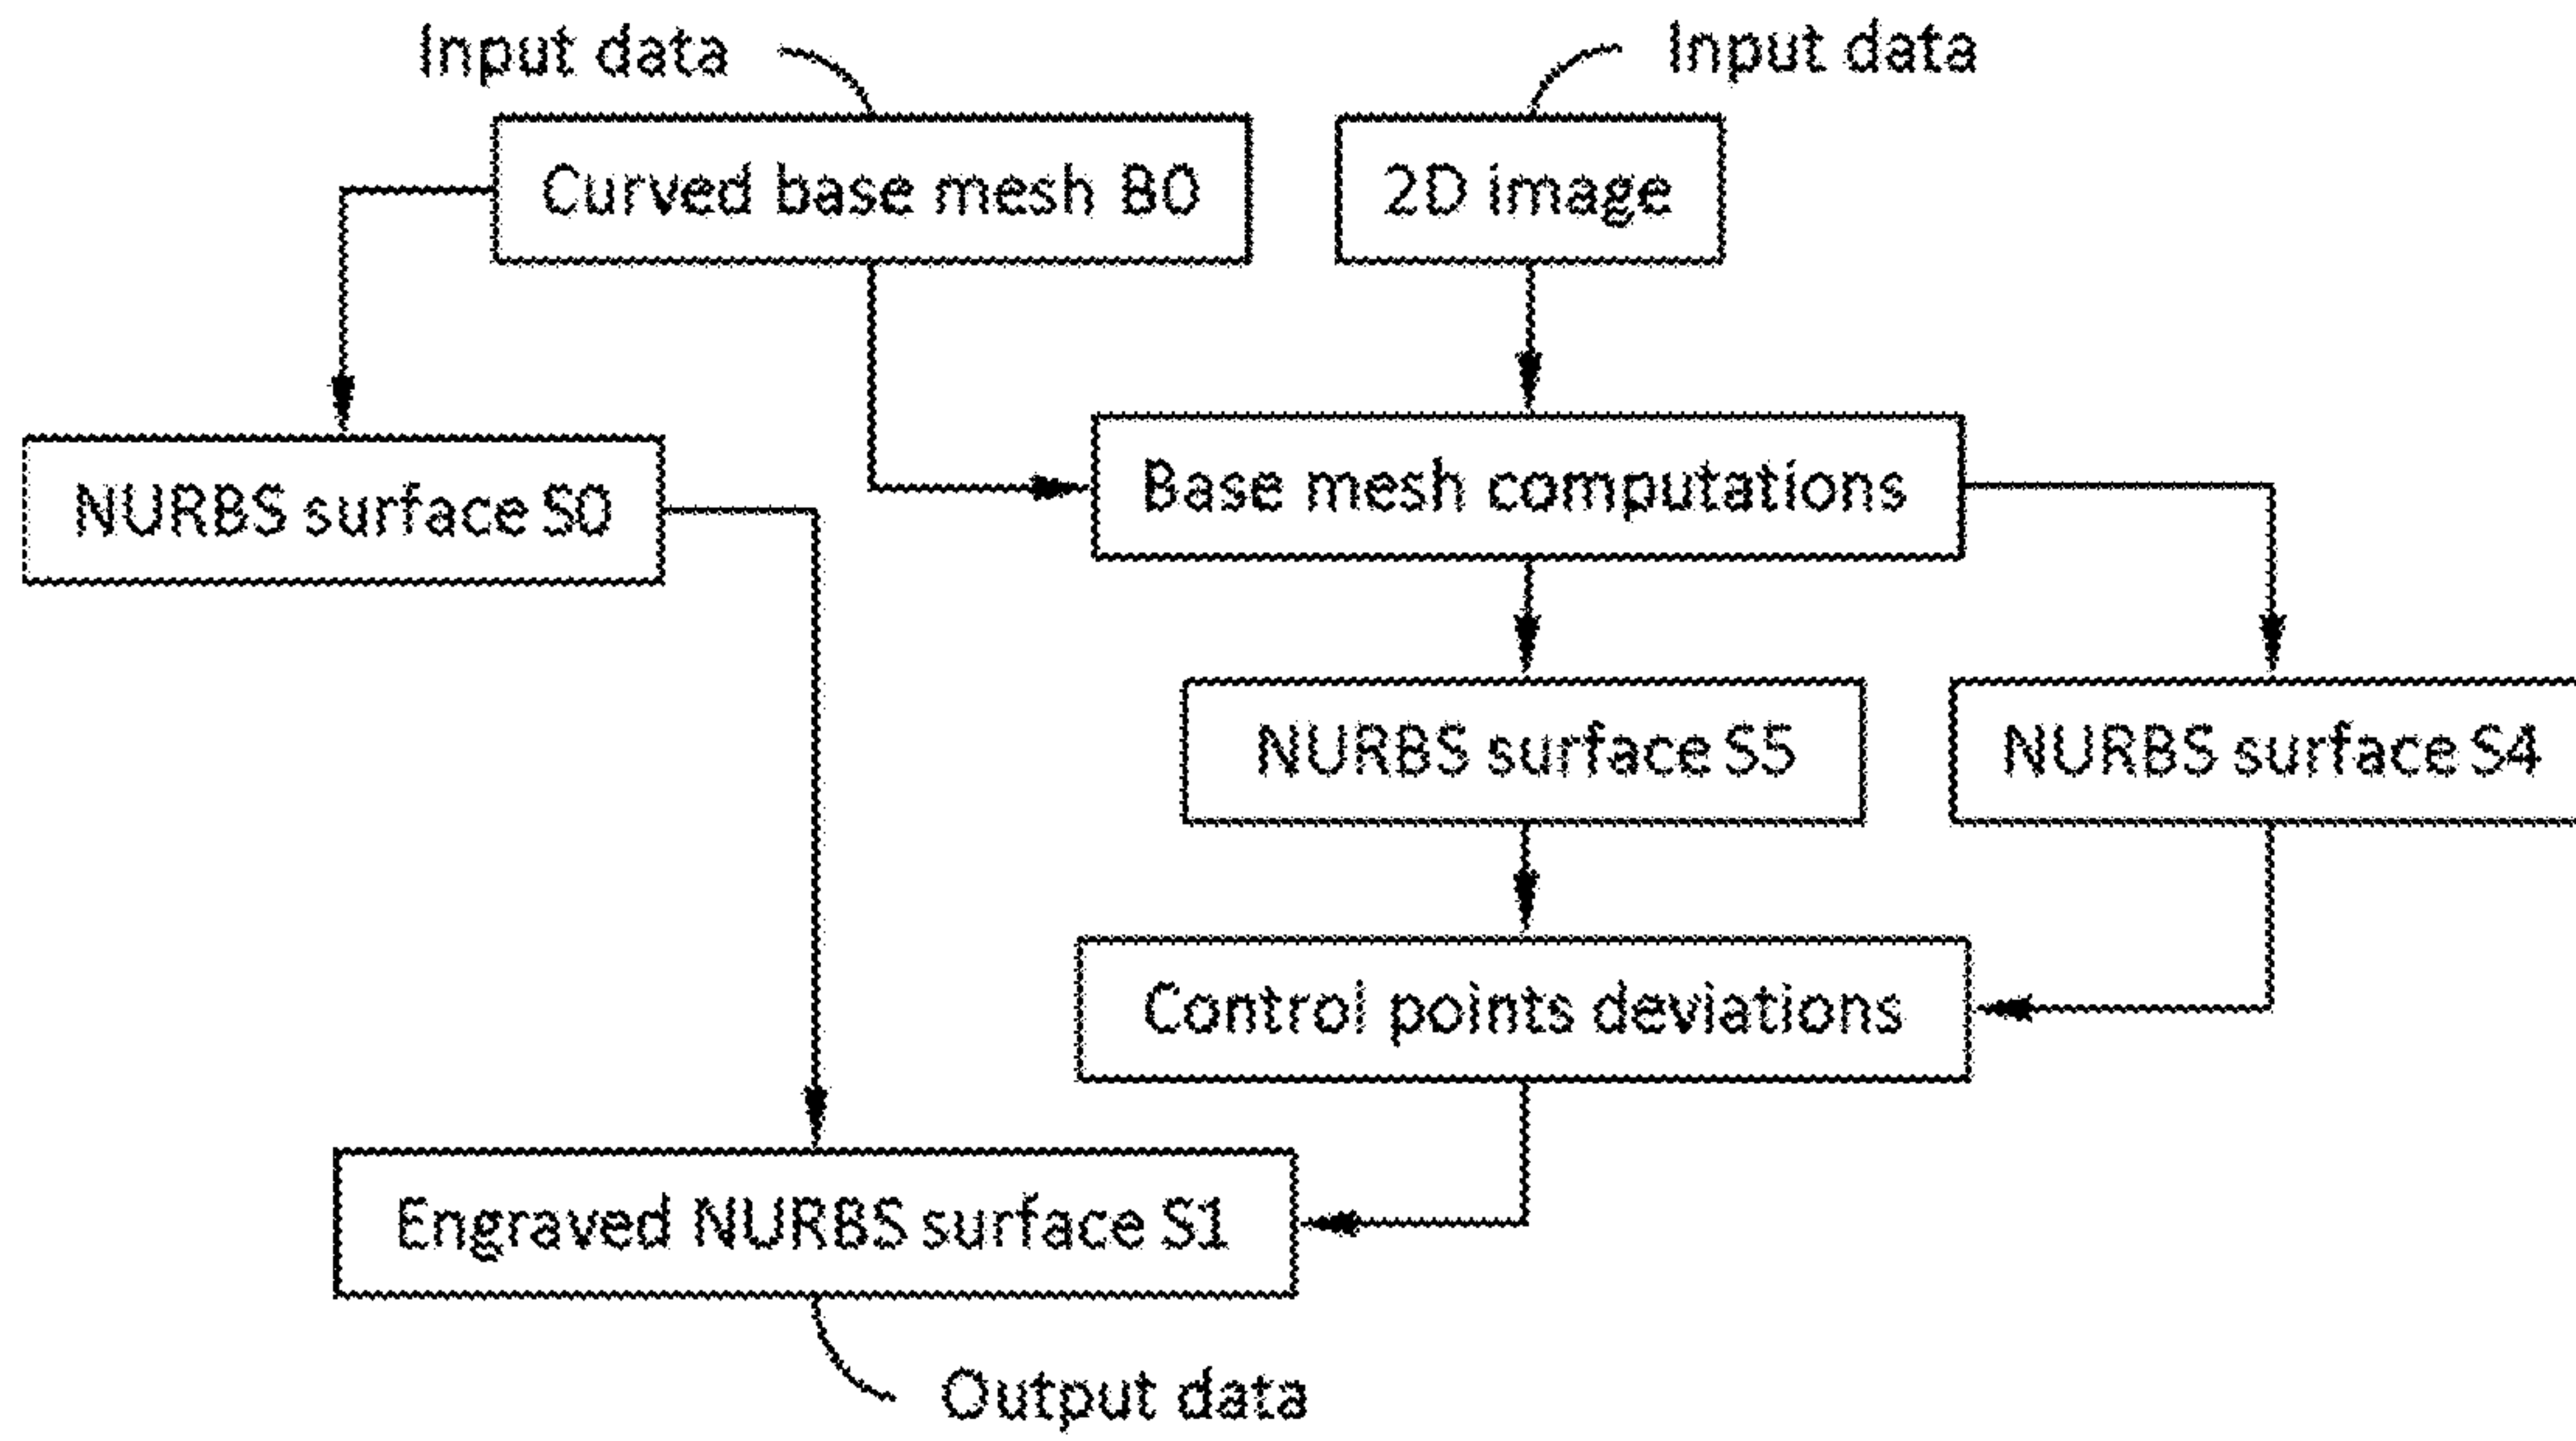 Input data
Input data
Curved base mesh B0
2D image
NURBS surface S0
Base mesh computations
NURBS surface S5
NURBS surface S4
Control points deviations
Engraved NURBS surface S1
Output data